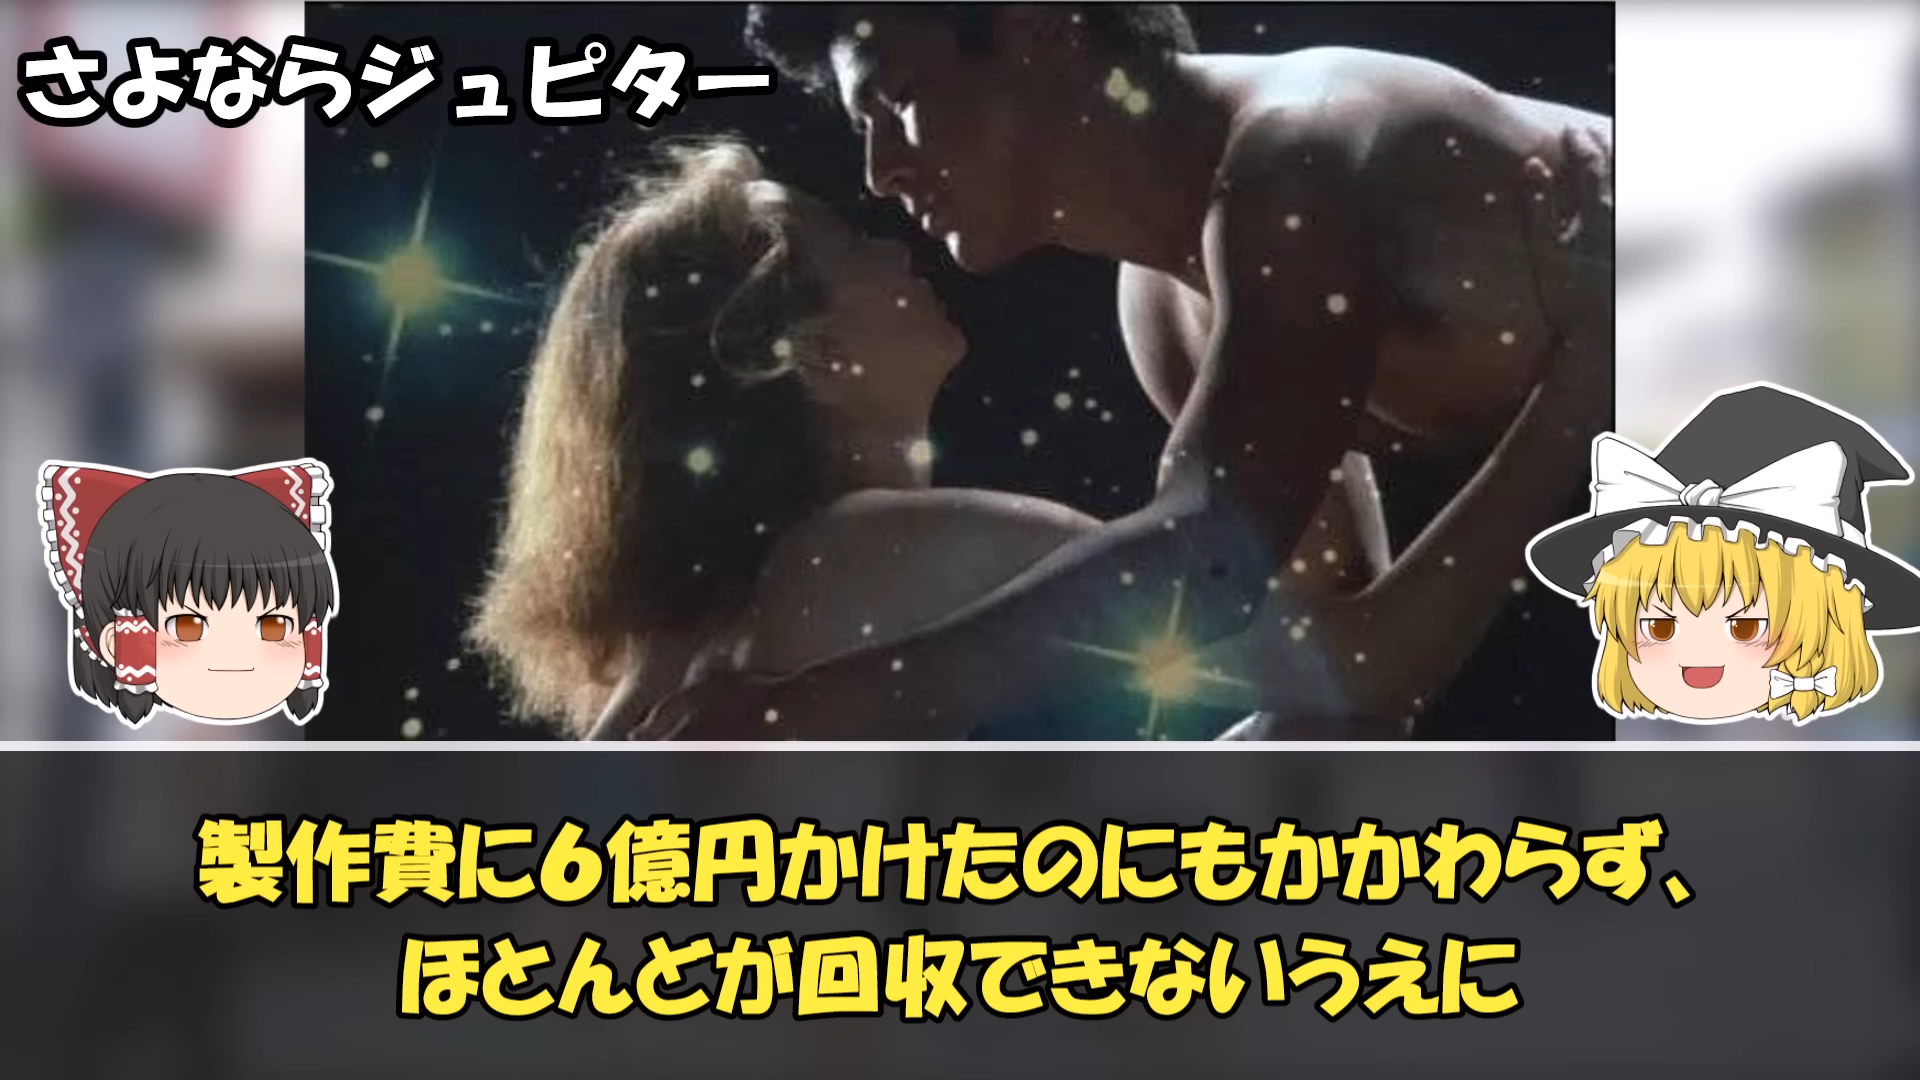 さよならジュピター
製作費に6億円かけたのにもかかわらず、
ほとんどが回収できないうえに